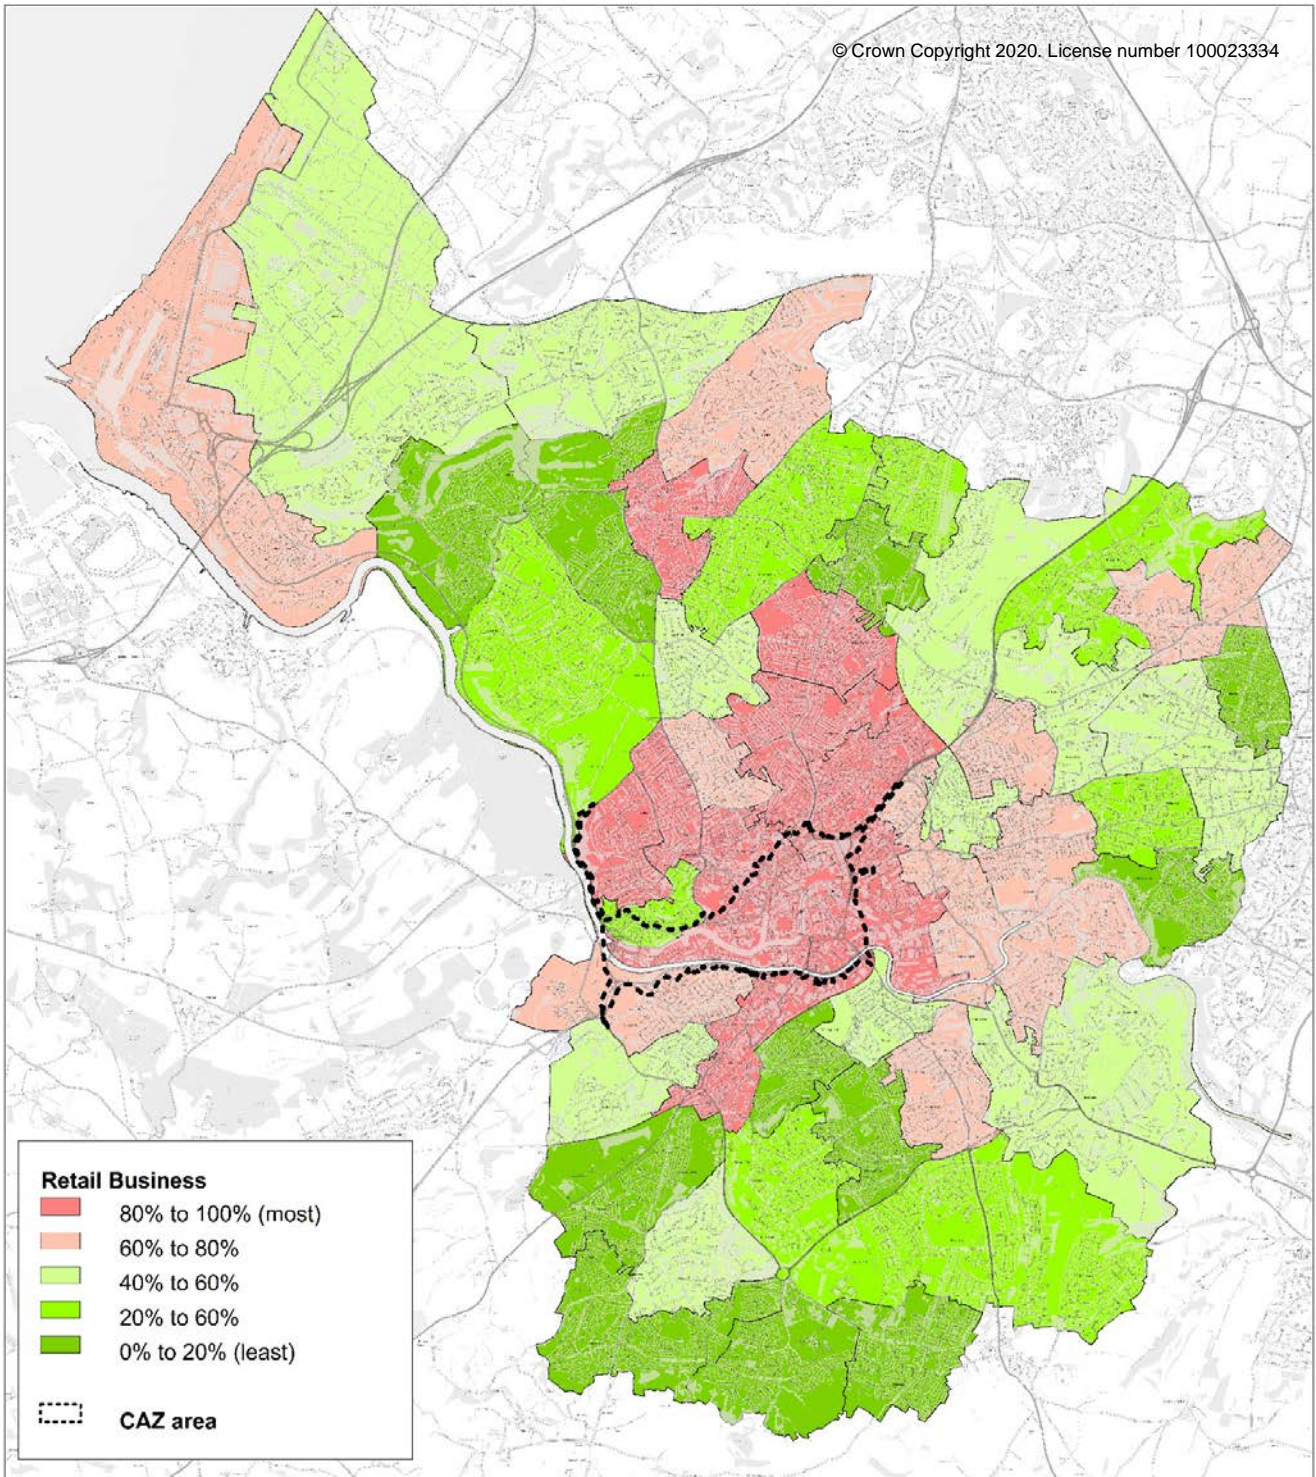 © Crown Copyright 2020. License number 100023334
Retail Business
80% to 100% (most)
60% to 80%
40% to 60%
20% to 60%
0% to 20% (least)
CAZ area